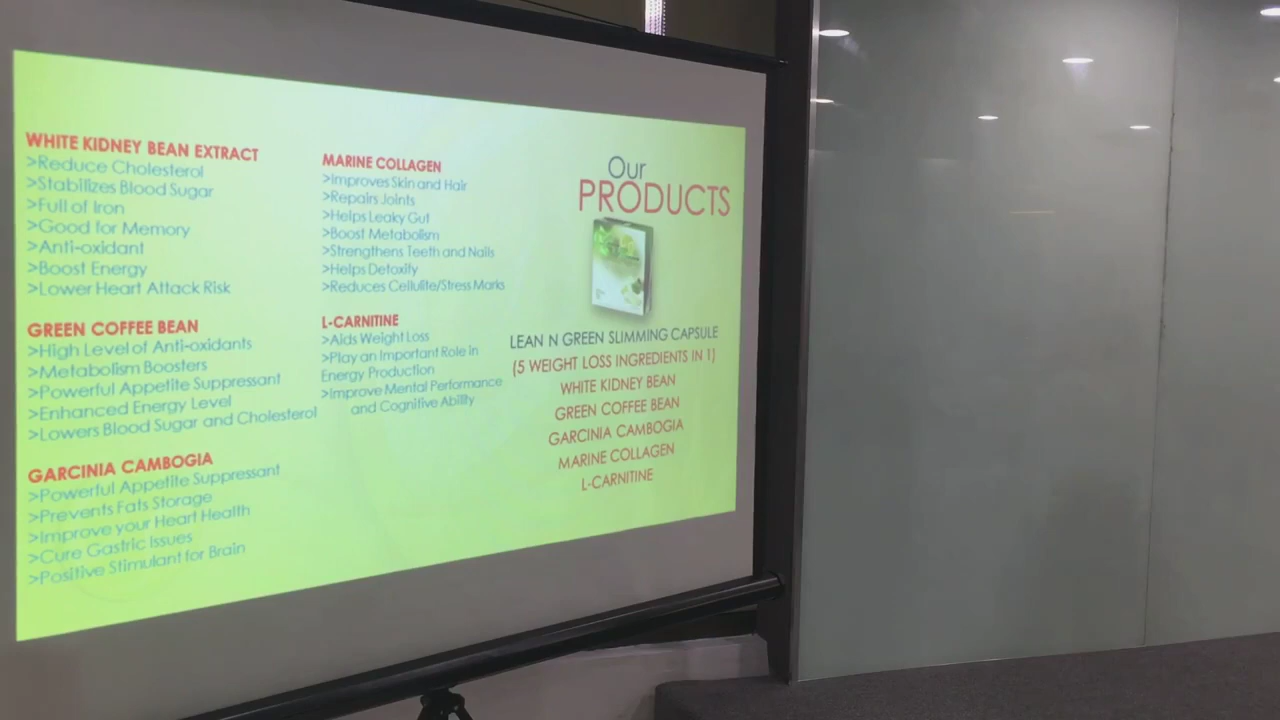 WHITE KIDNEY BEAN EXTRACT
>Reduce Cholesterol
>Stabilizes Blood Sugar
>Full of Iron
>Good for Memory
>Anti-oxidant
>Boost Energy
>Lower Heart Attack Risk
GREEN COFFEE BEAN
>High Level of Anti-oxidants
>Metabolism Boosters
>Powerful Appetite Suppressant
>Enhanced Energy Level
>Lowers Blood Sugar and Cholesterol
GARCINIA CAMBOGIA
>Powerful Appetite Suppressant
>Prevents Fats Storage
>Improve your Heart Health
>Cure Gastric Issues
>Positive Stimulant for Brain
MARINE COLLAGEN
>Improves Skin and Hair
>Repairs Joints
>Helps Leaky Gut
>Boost Metabolism
>Strengthens Teeth and Nails
>Helps Detoxify
>Reduces Cellulite/Stress Marks
L-CARNITINE
>Aids Weight Loss
>Play an Important Role in
Energy Production
>Improve Mental Performance
and Cognitive Ability
Our
PRODUCTS
LEAN N GREEN SLIMMING CAPSULE
(5 WEIGHT LOSS INGREDIENTS IN 1)
WHITE KIDNEY BEAN
GREEN COFFEE BEAN
GARCINIA CAMBOGIA
MARINE COLLAGEN
L-CARNITINE